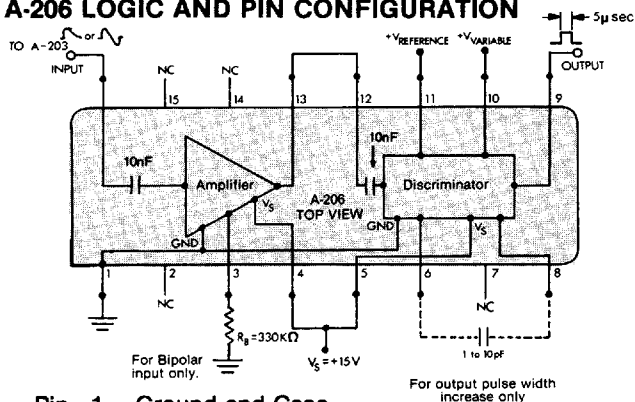 A-206 LOGIC AND PIN CONFIGURATION
5µ sec
TO A-203
or
INPUT
NC
NC
+VREFERENCE
+VVARIABLE
OUTPUT
15
14
13
12
11
10
9
10nF
10nF
Amplifier
Discriminator
VS
A-206
TOP VIEW
GND
GND
VS
1
2
3
4
5
6
7
8
NC
NC
RB=330KΩ
1 to 10pF
For Bipolar
input only.
VS=+15V
For output pulse width
increase only
Pin 1 Ground and Case